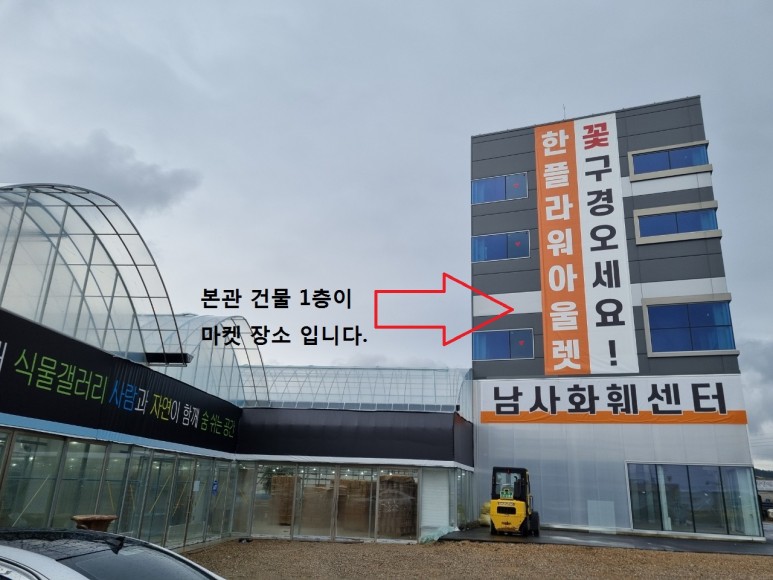 본관 건물 1층이
마켓 장소 입니다.
꽃구경오세요!
한플라워아울렛
남사화훼센터
식물갤러리 사람과 자연이 함께 숨 쉬는 공간